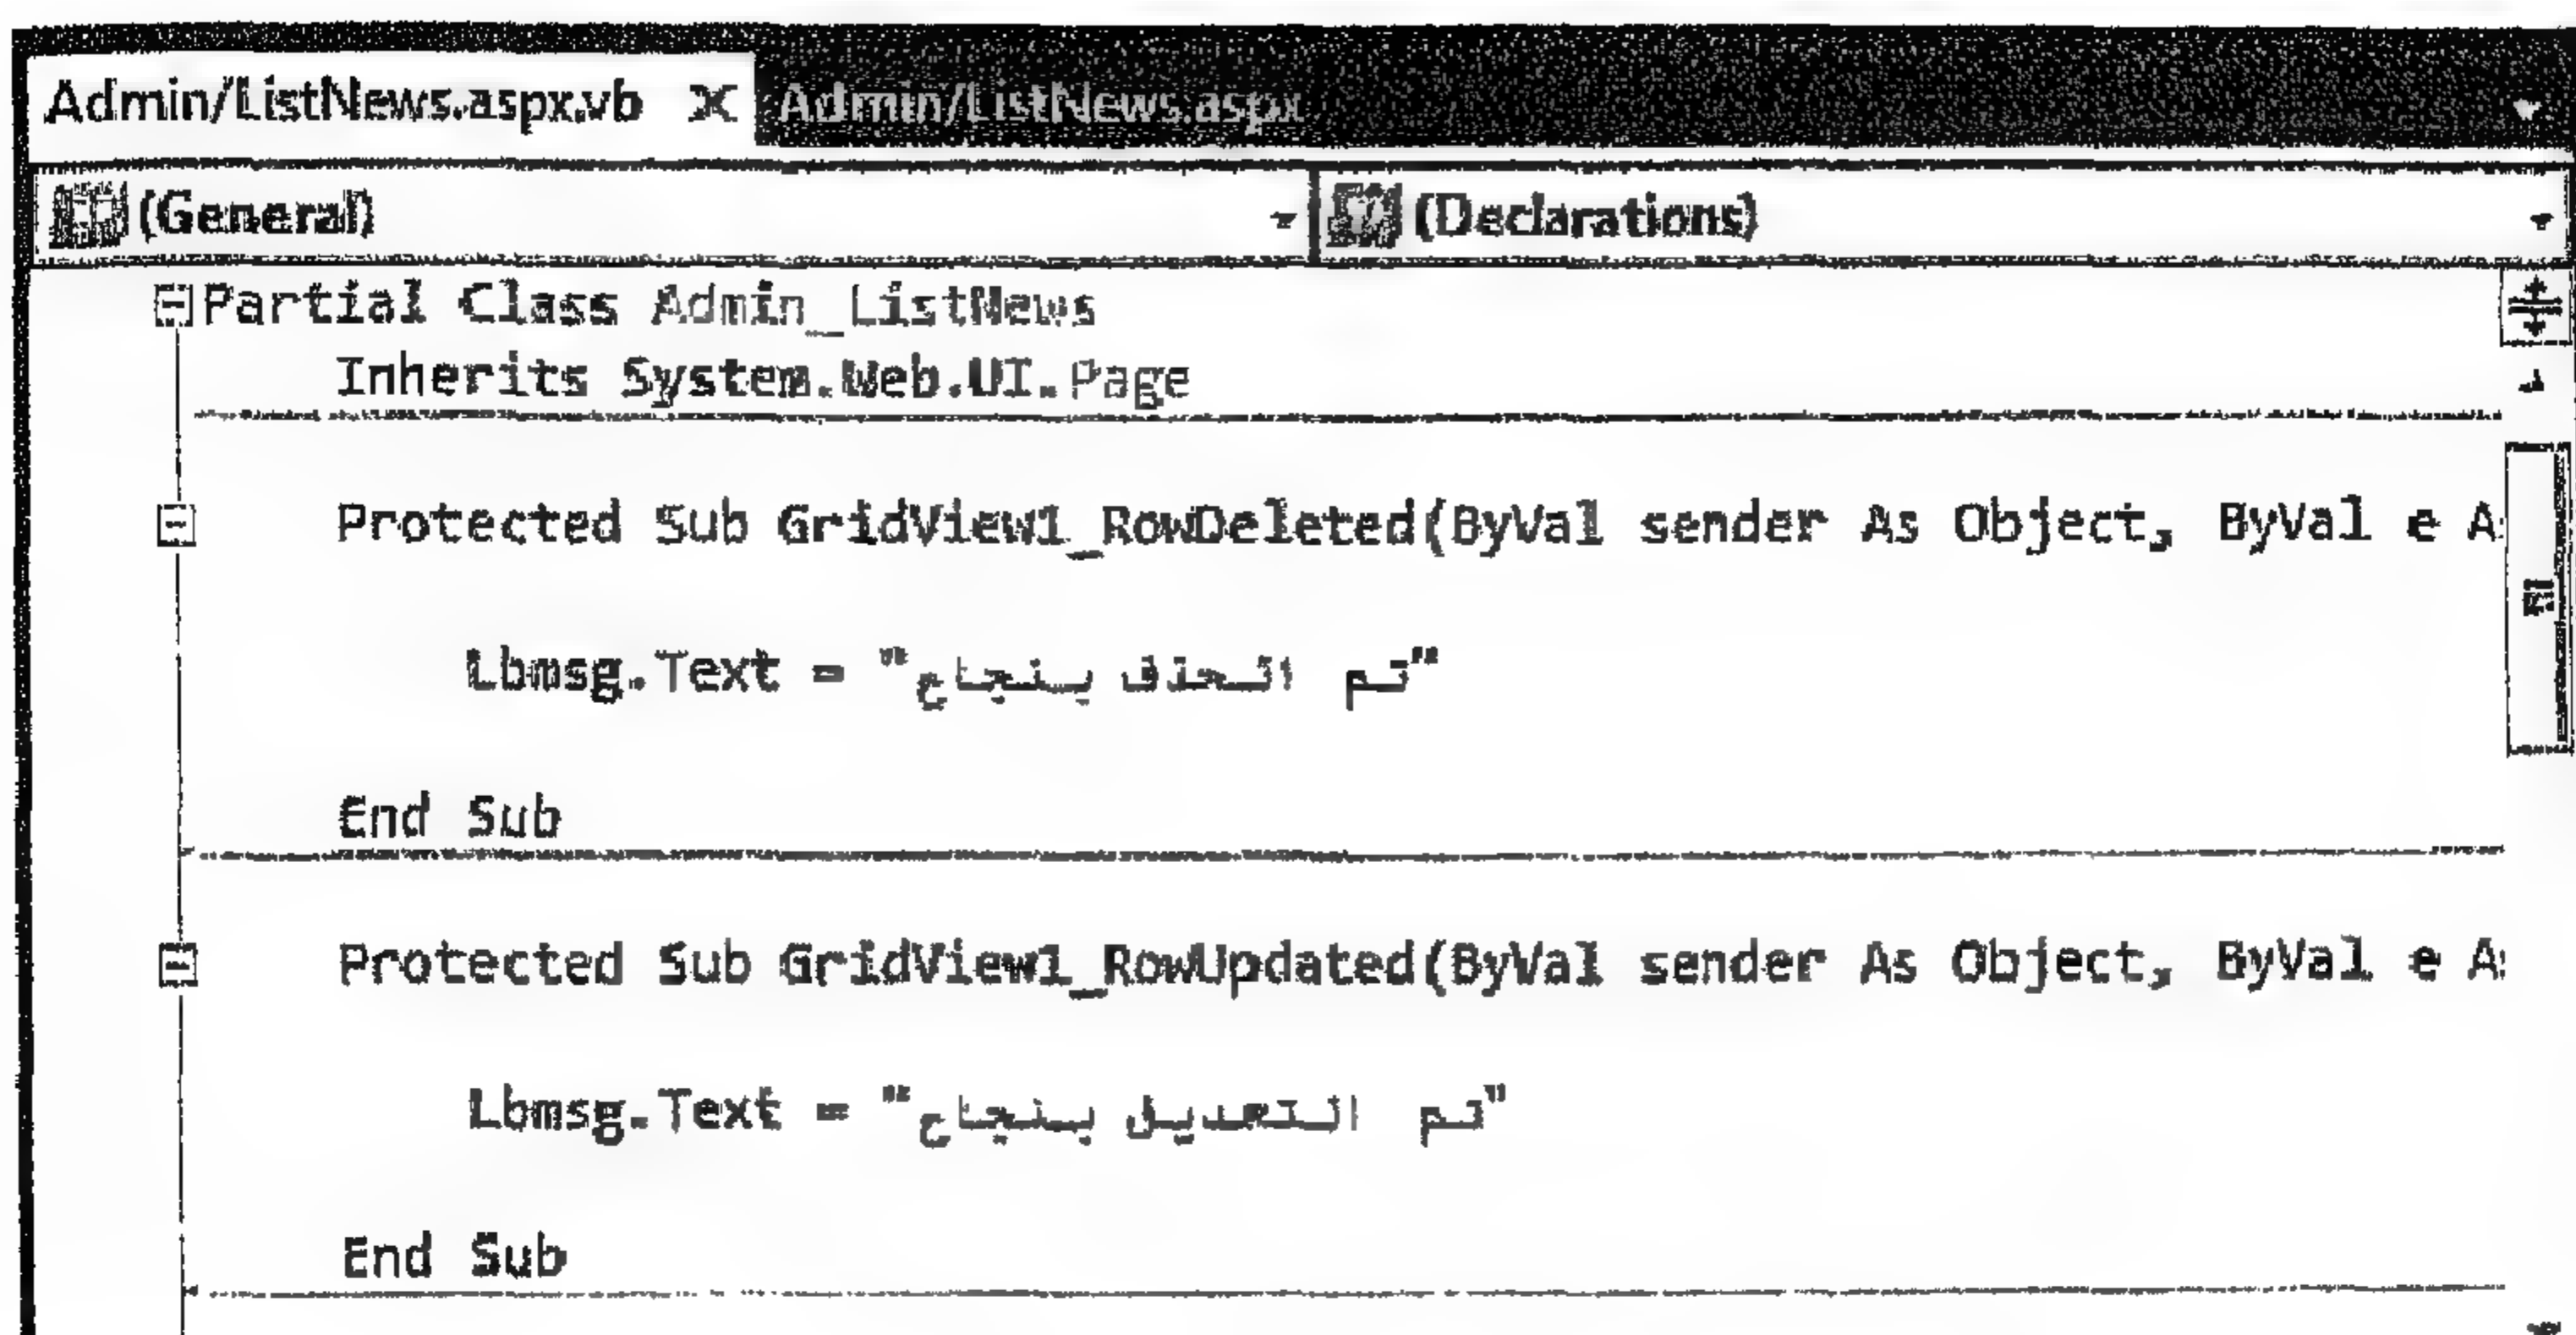 Admin/ListNews.aspx.vb X Admin/ListNews.aspx
(General) (Declarations)
Partial Class Admin_ListNews
Inherits System.Web.UI.Page
Protected Sub GridView1_RowDeleted(ByVal sender As Object, ByVal e As
Lbmsg.Text = "تم الحذف بنجاح"
End Sub
Protected Sub GridView1_RowUpdated(ByVal sender As Object, ByVal e As
Lbmsg.Text = "تم التعديل بنجاح"
End Sub